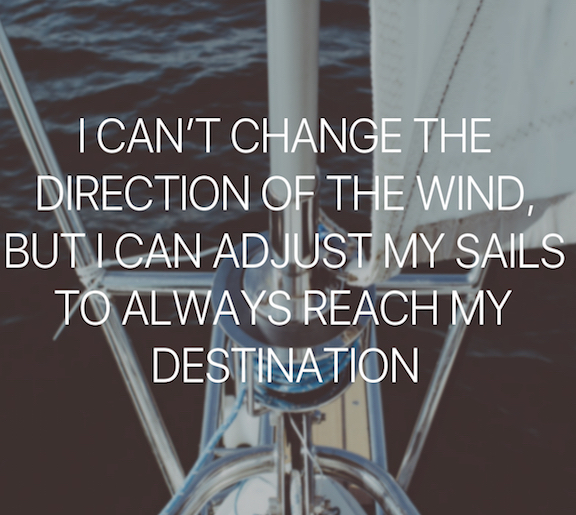 I CAN’T CHANGE THE
DIRECTION OF THE WIND,
BUT I CAN ADJUST MY SAILS
TO ALWAYS REACH MY
DESTINATION